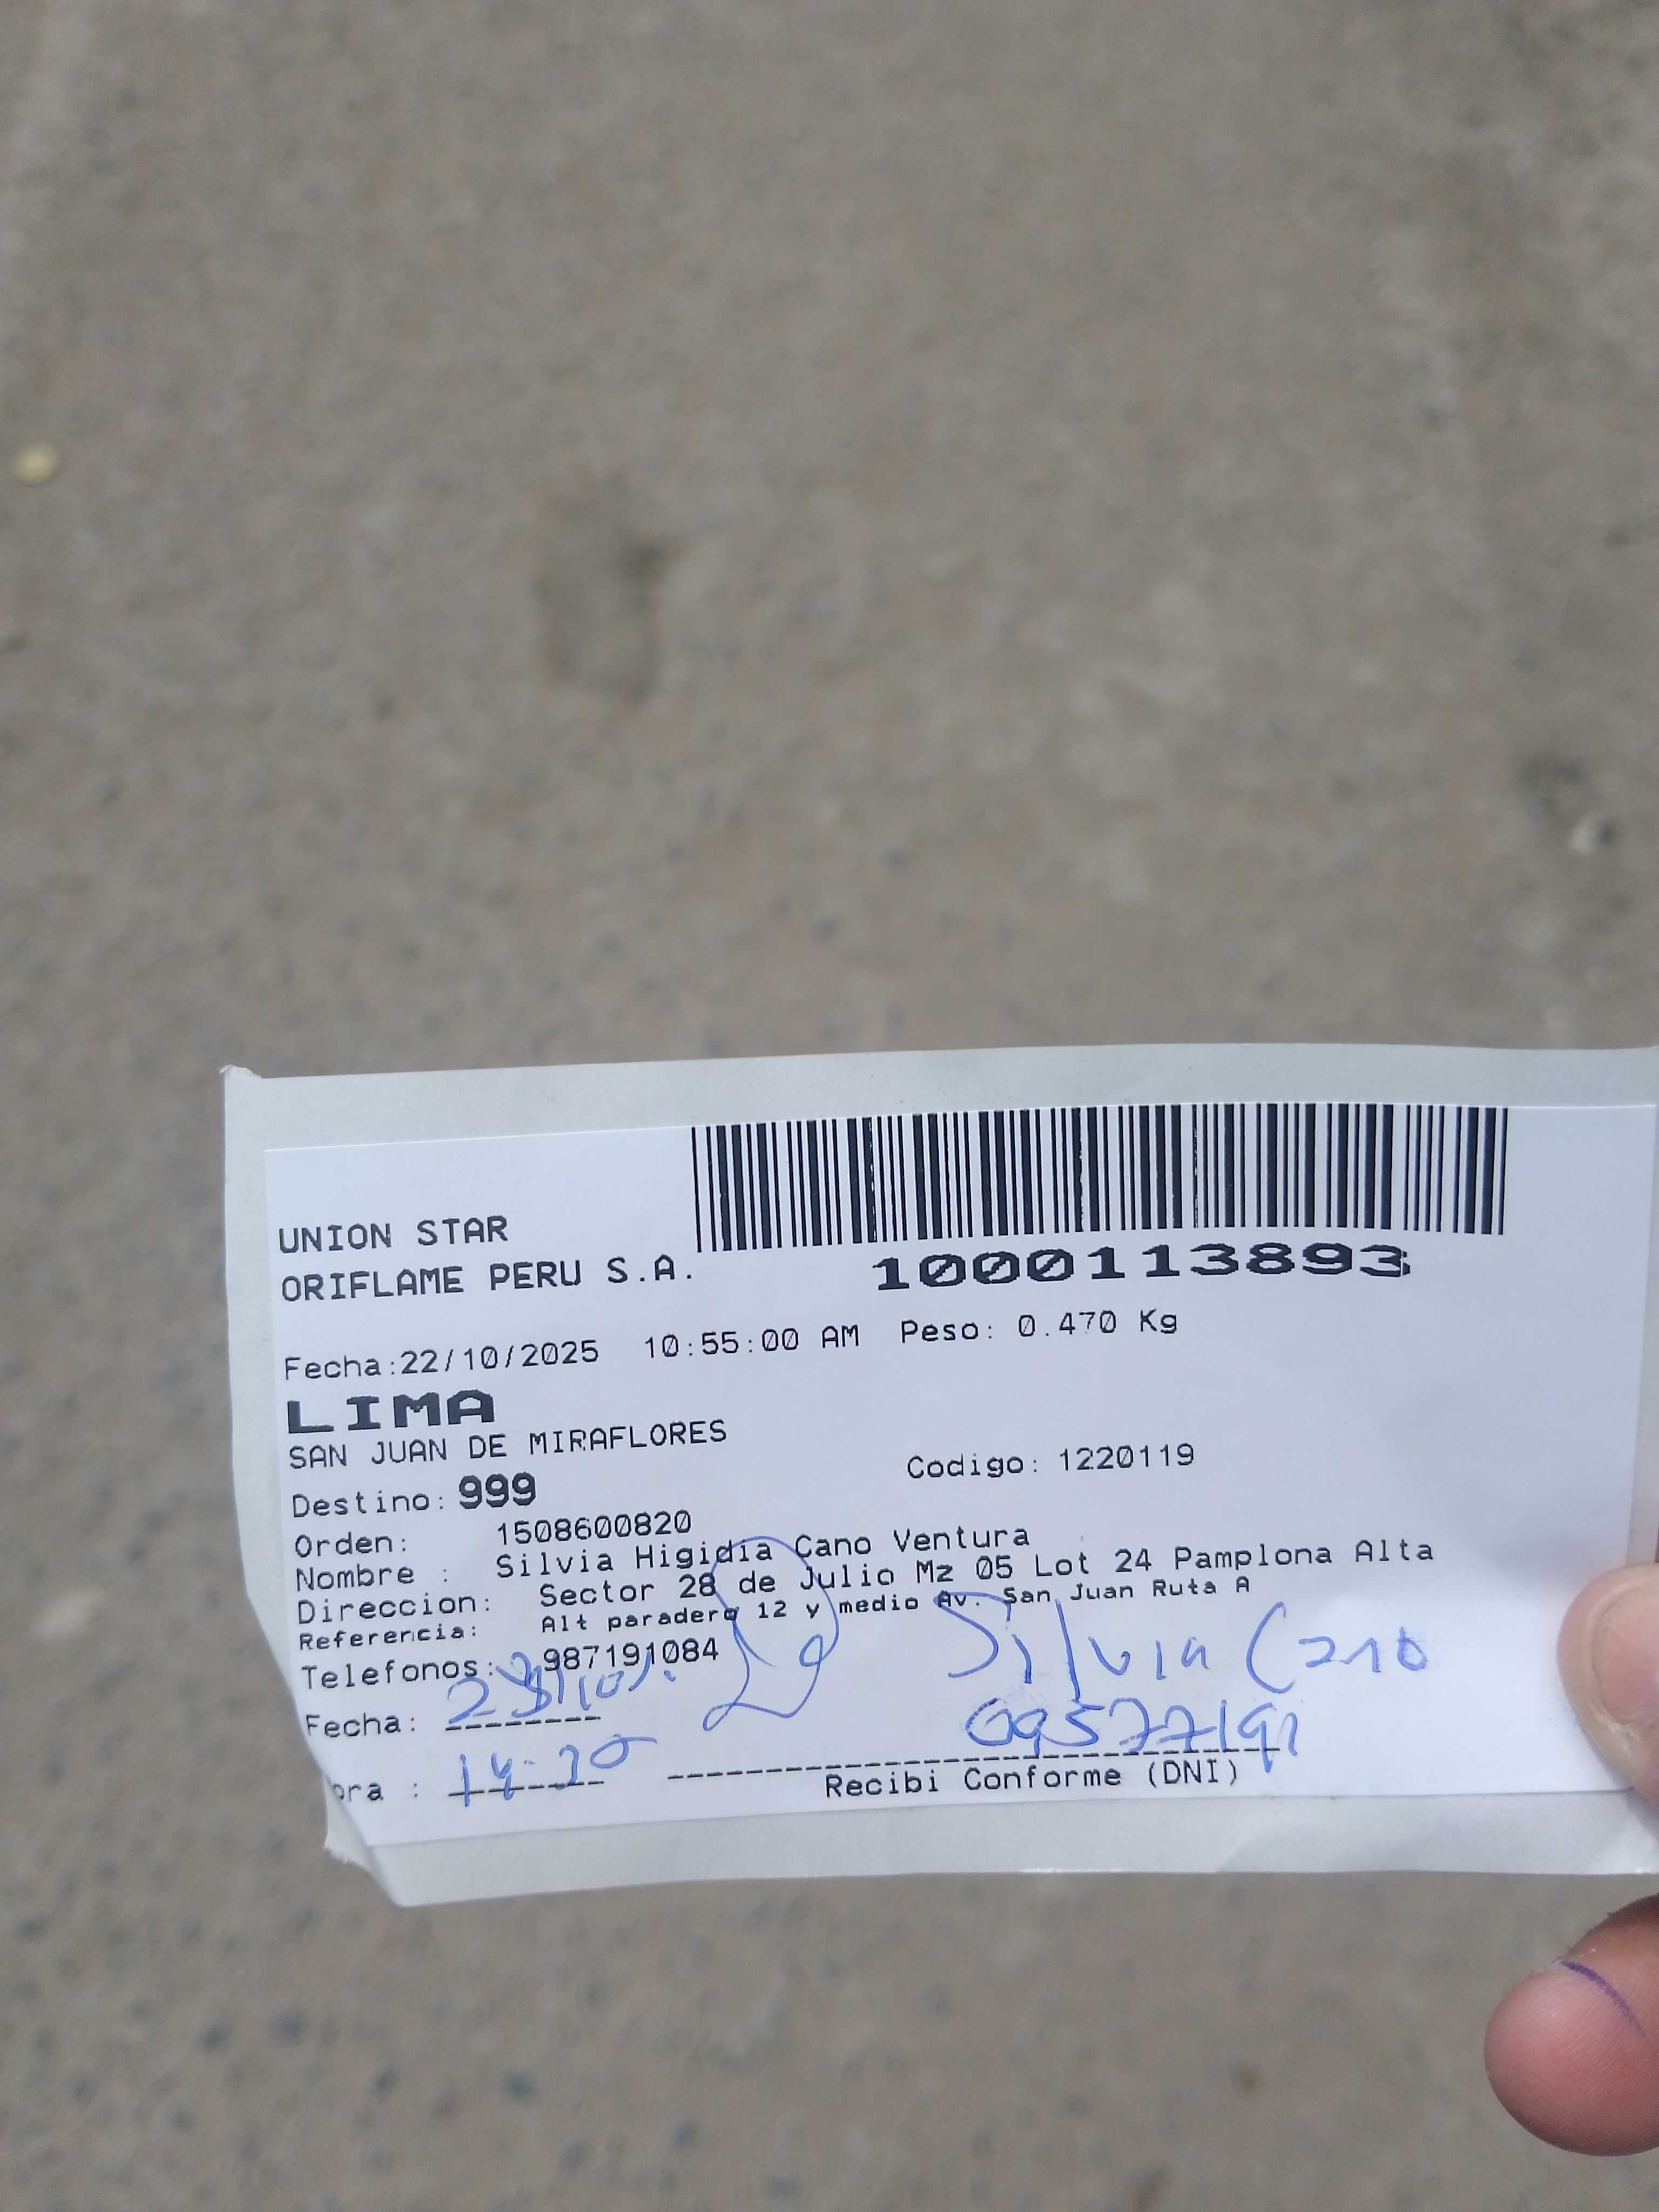 UNION STAR
ORIFLAME PERU S.A.
1000113893
Fecha:22/10/2025 10:55:00 AM Peso: 0.470 Kg
LIMA
SAN JUAN DE MIRAFLORES
Destino: 999 Codigo: 1220119
Orden: 1508600820
Nombre : Silvia Higidia Cano Ventura
Direccion: Sector 28 de Julio Mz 05 Lot 24 Pamplona Alta
Referencia: Alt paradero 12 y medio Av. San Juan Ruta A
Telefonos: 987191084
Silvia Cano
Fecha:
ora :
Recibi Conforme (DNI)